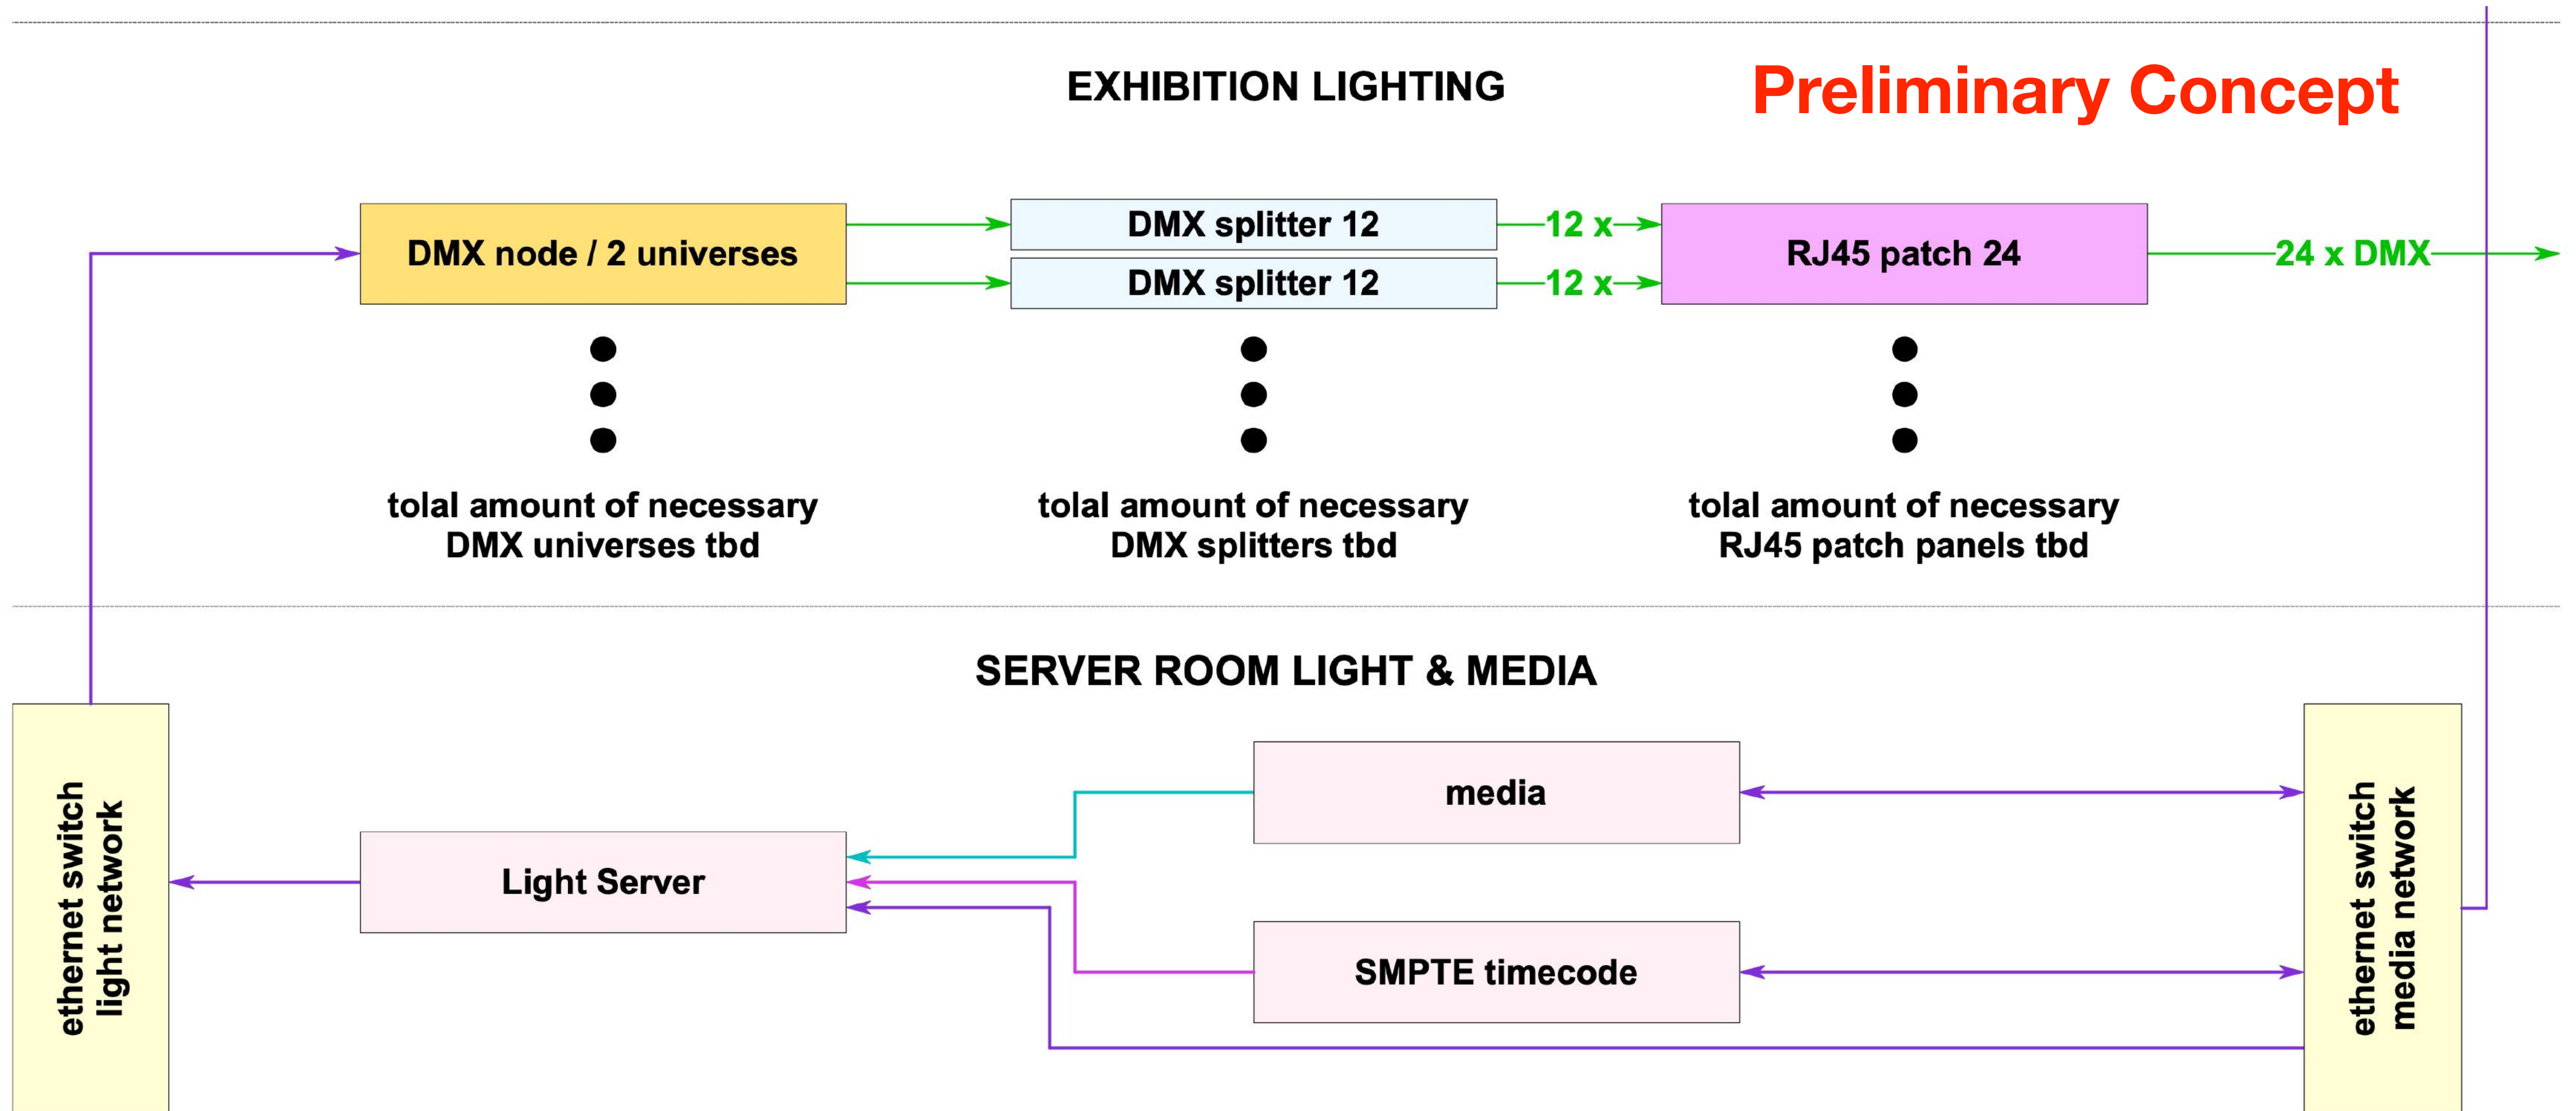 EXHIBITION LIGHTING
Preliminary Concept
DMX node / 2 universes
DMX splitter 12
DMX splitter 12
12 x
12 x
RJ45 patch 24
24 x DMX
tolal amount of necessary
DMX universes tbd
tolal amount of necessary
DMX splitters tbd
tolal amount of necessary
RJ45 patch panels tbd
SERVER ROOM LIGHT & MEDIA
ethernet switch
light network
Light Server
media
SMPTE timecode
ethernet switch
media network